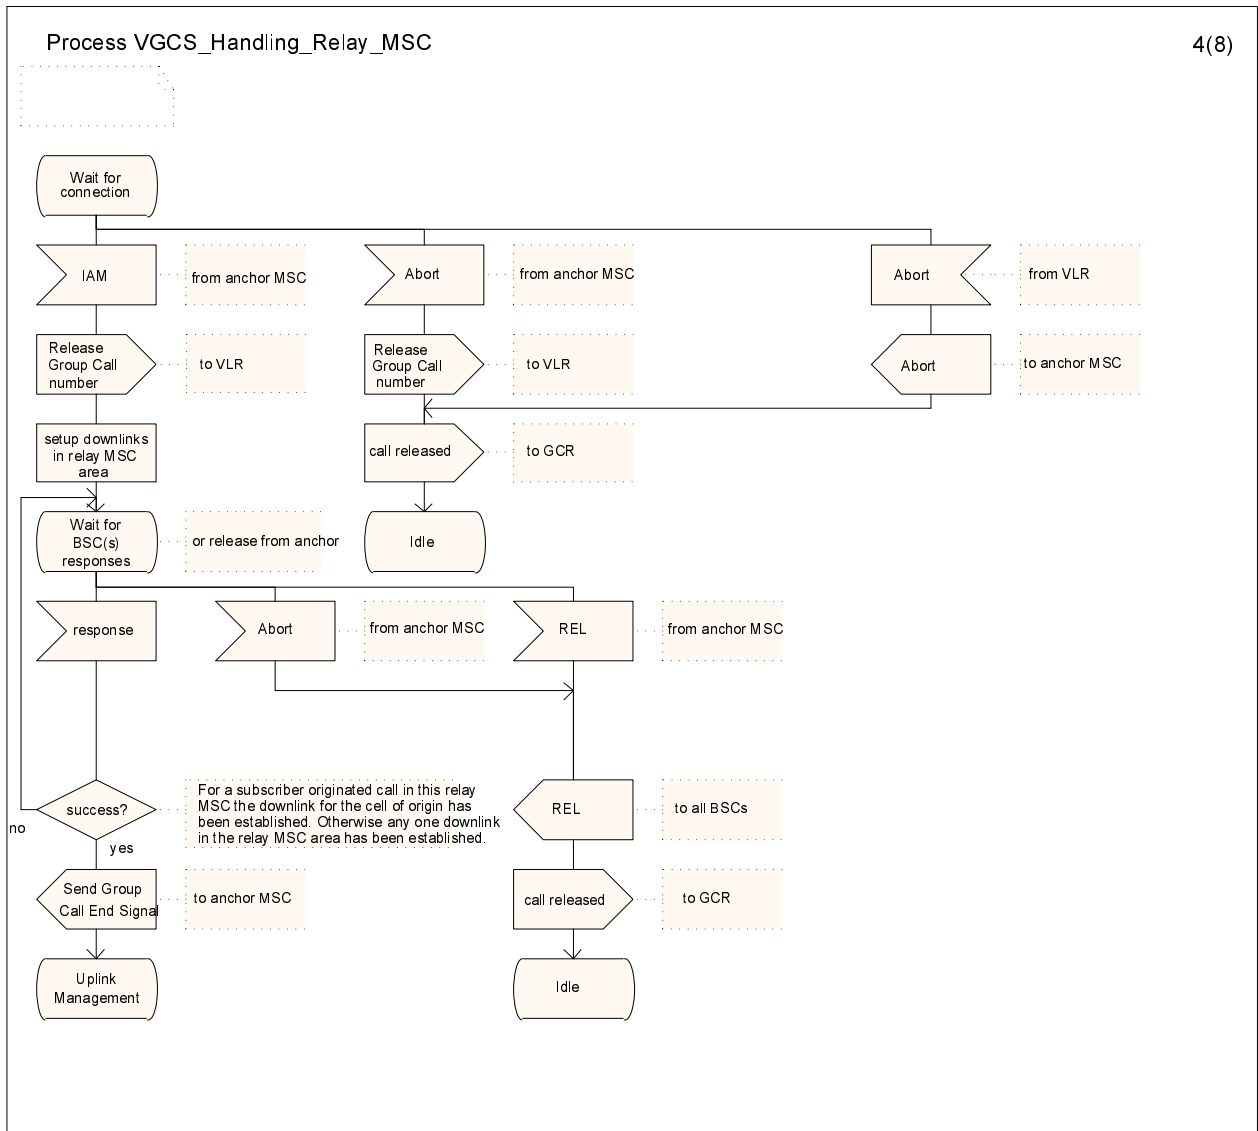 Process VGCS_Handling_Relay_MSC
4(8)
Wait for
connection
IAM
from anchor MSC
Abort
from anchor MSC
Abort
from VLR
Release
Group Call
number
to VLR
Release
Group Call
number
to VLR
Abort
to anchor MSC
setup downlinks
in relay MSC
area
call released
to GCR
Wait for
BSC(s)
responses
or release from anchor
Idle
response
Abort
from anchor MSC
REL
from anchor MSC
success?
no
yes
For a subscriber originated call in this relay
MSC the downlink for the cell of origin has
been established. Otherwise any one downlink
in the relay MSC area has been established.
REL
to all BSCs
Send Group
Call End Signal
to anchor MSC
call released
to GCR
Uplink
Management
Idle